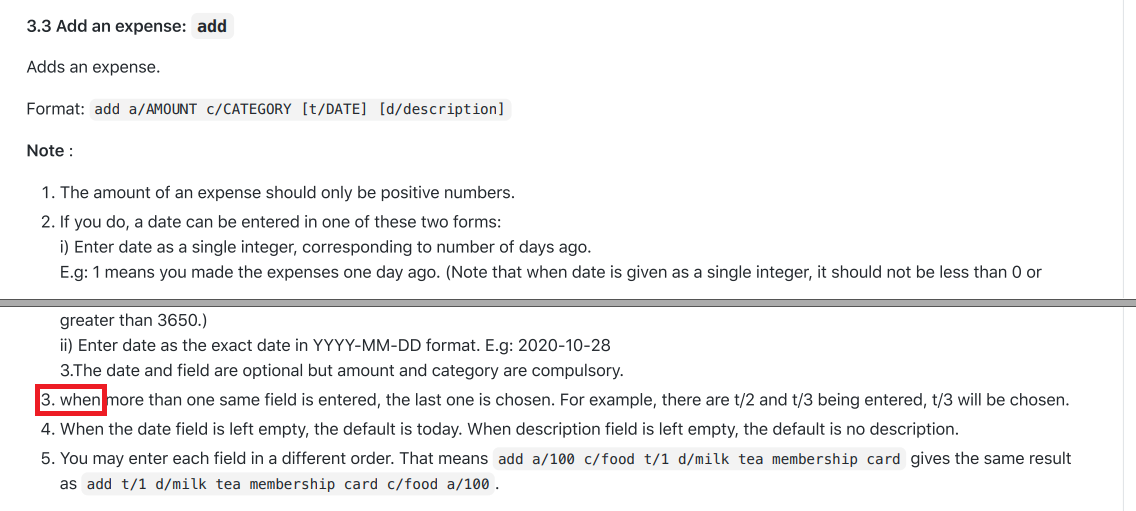 3.3 Add an expense: add
Adds an expense.
Format: add a/AMOUNT c/CATEGORY [t/DATE] [d/description]
Note :
1. The amount of an expense should only be positive numbers.
2. If you do, a date can be entered in one of these two forms:
i) Enter date as a single integer, corresponding to number of days ago.
E.g: 1 means you made the expenses one day ago. (Note that when date is given as a single integer, it should not be less than 0 or
greater than 3650.)
ii) Enter date as the exact date in YYYY-MM-DD format. E.g: 2020-10-28
3.The date and field are optional but amount and category are compulsory.
3. when more than one same field is entered, the last one is chosen. For example, there are t/2 and t/3 being entered, t/3 will be chosen.
4. When the date field is left empty, the default is today. When description field is left empty, the default is no description.
5. You may enter each field in a different order. That means add a/100 c/food t/1 d/milk tea membership card gives the same result
as add t/1 d/milk tea membership card c/food a/100 .